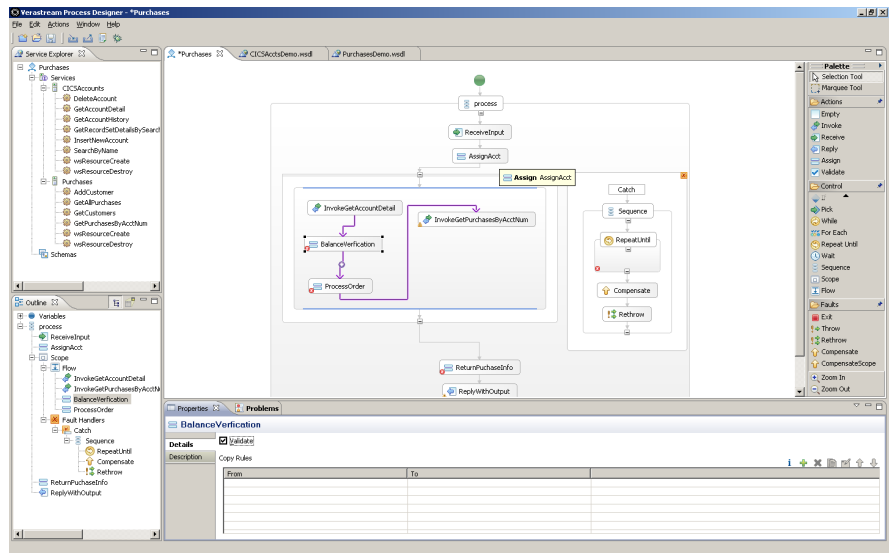 Verastream Process Designer - *Purchases
File Edit Actions Window Help
Service Explorer
Purchases
Services
CICSAccounts
DeleteAccount
GetAccountDetail
GetAccountHistory
GetRecordSetDetailsBySearch
InsertNewAccount
SearchByName
wsResourceCreate
wsResourceDestroy
Purchases
AddCustomer
GetAllPurchases
GetCustomers
GetPurchasesByAcctNum
wsResourceCreate
wsResourceDestroy
Schemas
Outline
Variables
process
ReceiveInput
AssignAcct
Scope
Flow
InvokeGetAccountDetail
InvokeGetPurchasesByAcctN
BalanceVerfication
ProcessOrder
Fault Handlers
Catch
Sequence
RepeatUntil
Compensate
Rethrow
ReturnPuchaseInfo
ReplyWithOutput
*Purchases CICSAcctsDemo.wsdl PurchasesDemo.wsdl
process
ReceiveInput
AssignAcct
Assign AssignAcct
InvokeGetAccountDetail
InvokeGetPurchasesByAcctNum
BalanceVerfication
ProcessOrder
Catch
Sequence
RepeatUntil
Compensate
Rethrow
ReturnPuchaseInfo
ReplyWithOutput
Palette
Selection Tool
Marquee Tool
Actions
Empty
Invoke
Receive
Reply
Assign
Validate
Control
Pick
While
For Each
Repeat Until
Wait
Sequence
Scope
Flow
Faults
Exit
Throw
Rethrow
Compensate
CompensateScope
Zoom In
Zoom Out
Properties Problems
BalanceVerfication
Details
Description
Validate
Copy Rules
From To